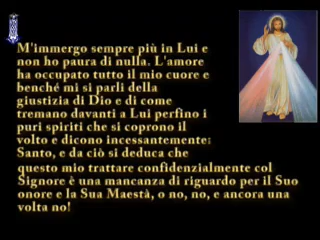 M'immergo sempre più in Lui e
non ho paura di nulla. L'amore
ha occupato tutto il mio cuore e
benché mi si parli della
giustizia di Dio e di come
tremano davanti a Lui perfino i
puri spiriti che si coprono il
volto e dicono incessantemente:
Santo, e da ciò si deduca che
questo mio trattare confidenzialmente col
Signore è una mancanza di riguardo per il Suo
onore e la Sua Maestà, o no, no, e ancora una
volta no!